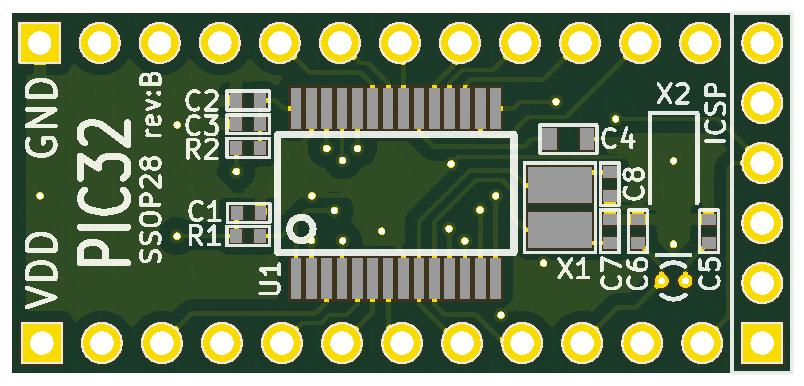 GND
VDD
PIC32
SSOP28 rev:B
C2
C3
R2
C1
R1
U1
C4
X1
C8
C7
C6
X2
C5
ICSP